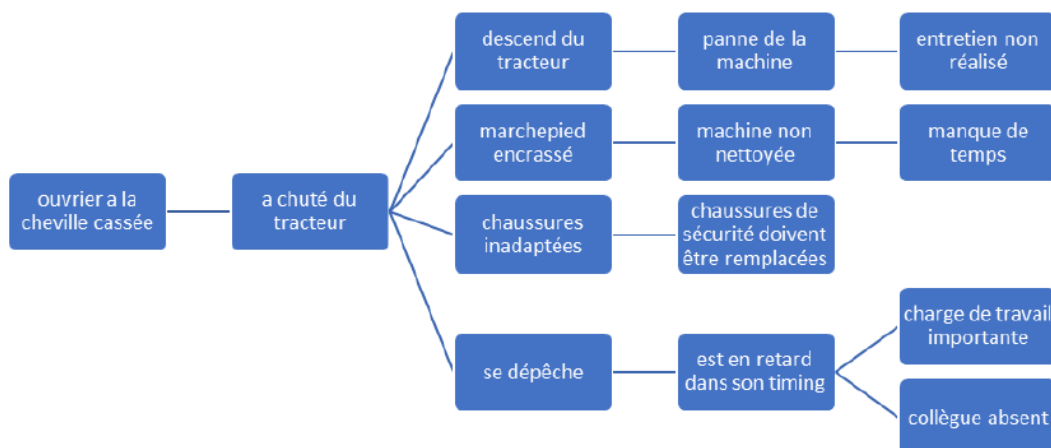 descend du
tracteur
panne de la
machine
entretien non
réalisé
marchepied
encrassé
machine non
nettoyée
manque de
temps
ouvrier a la
cheville cassée
a chuté du
tracteur
chaussures
inadaptées
chaussures de
sécurité doivent
être remplacées
se dépêche
est en retard
dans son timing
charge de travail
importante
collègue absent